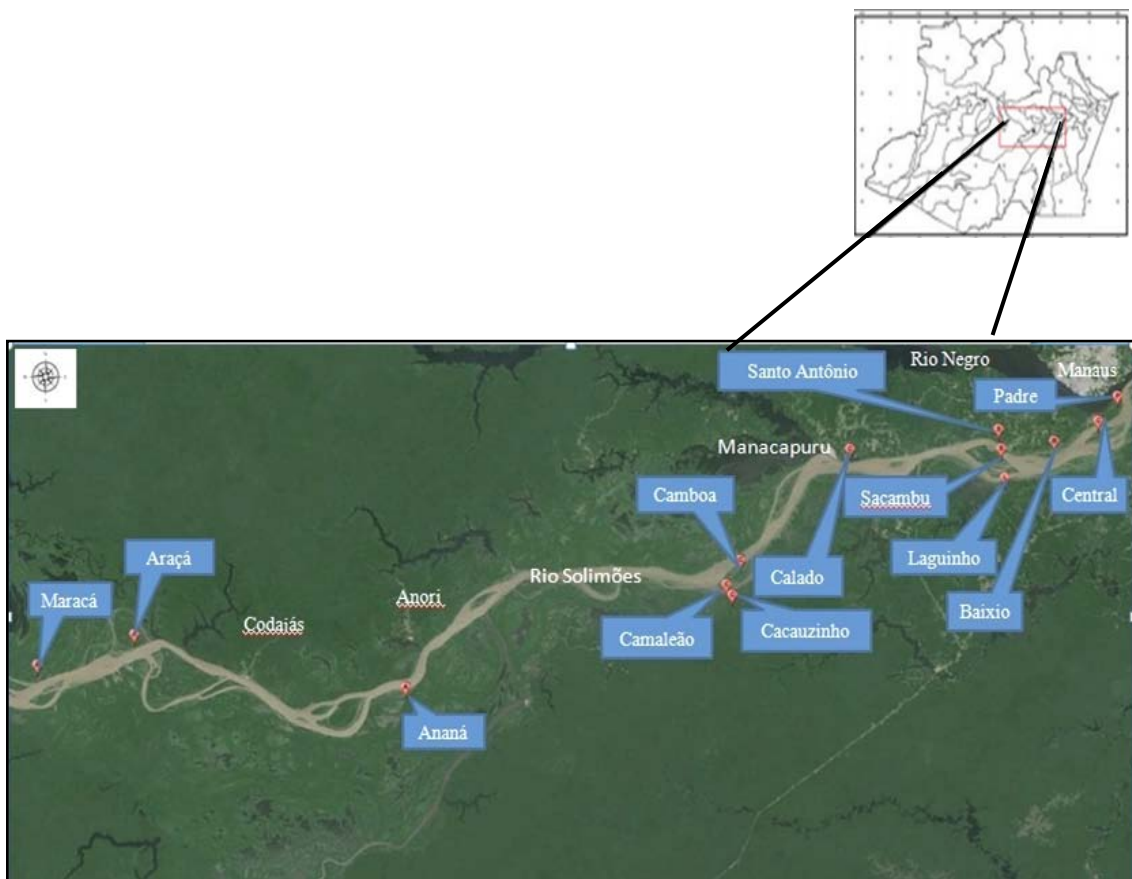 Rio Negro
Manaus
Santo Antônio
Padre
Manacapuru
Camboa
Sacambu
Central
Araçá
Laguinho
Calado
Rio Solimões
Maracá
Anori
Codajás
Baixio
Camaleão
Cacauzinho
Ananá